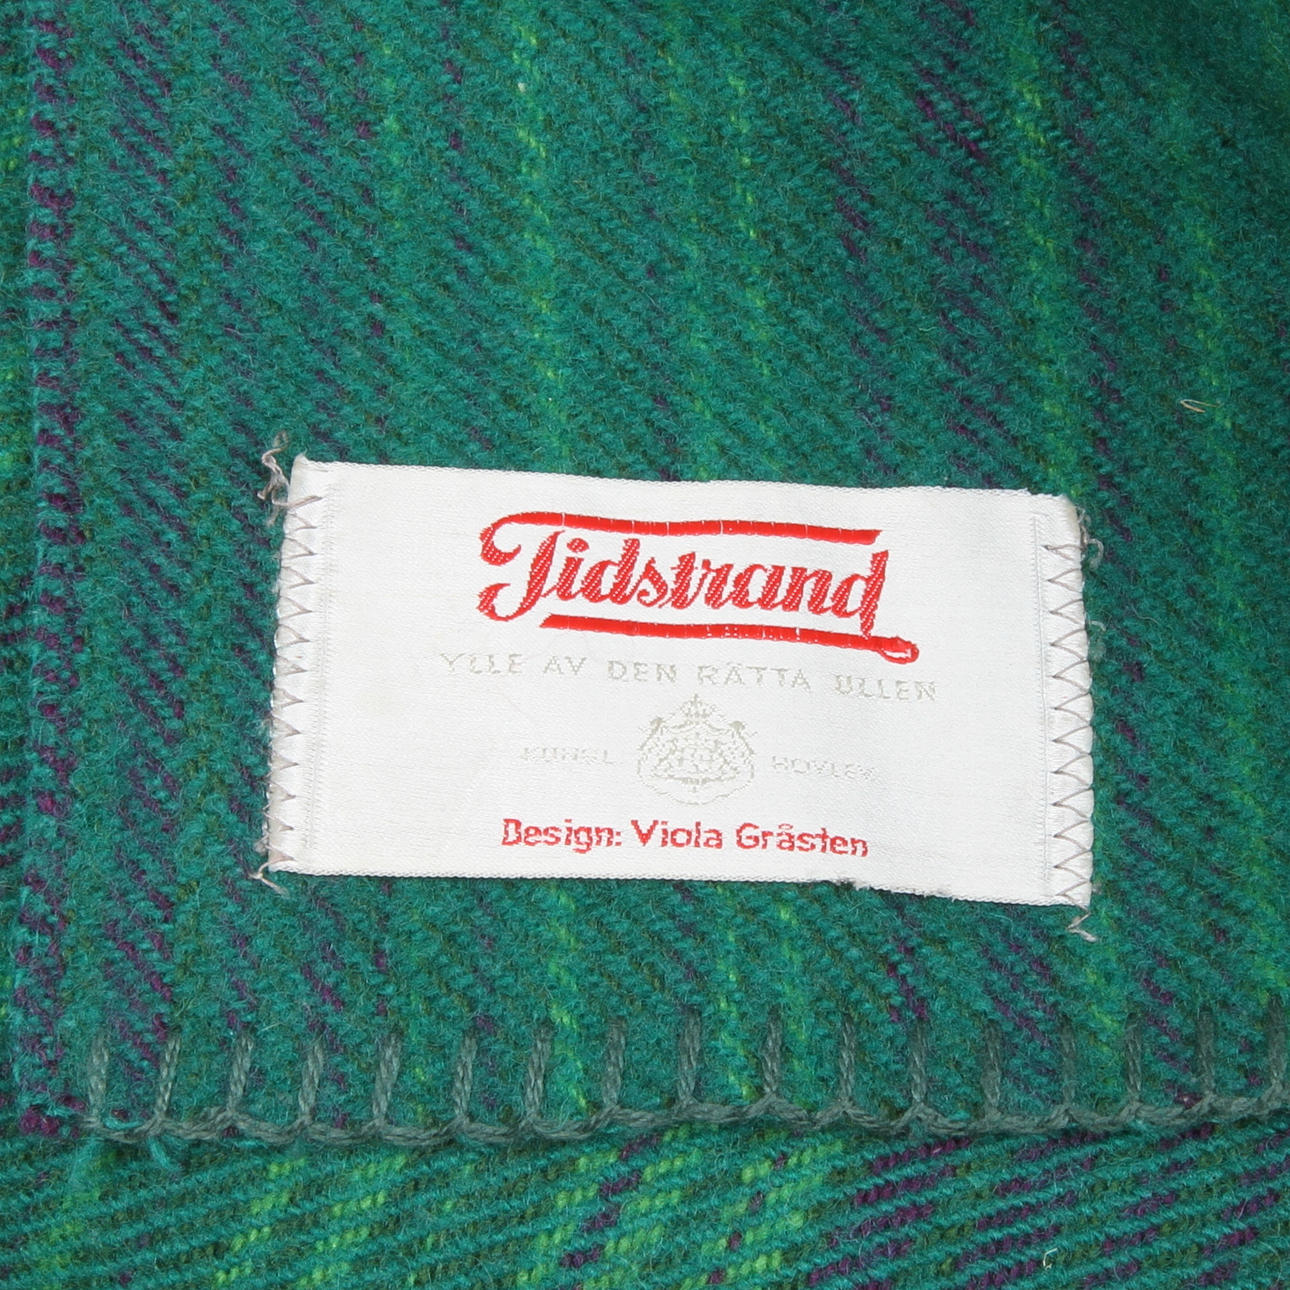 Tidstrand
YLLE AV DEN RÄTTA ULLEN
KUNGL HOVLEV.
Design: Viola Gråsten